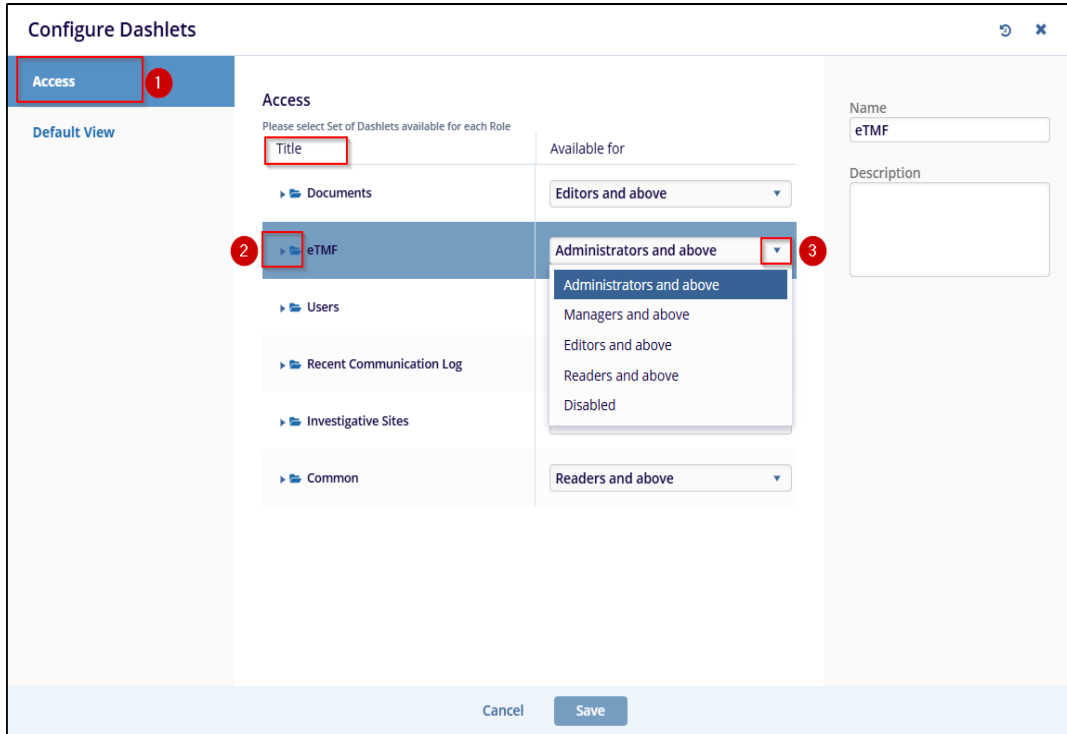 Configure Dashlets
Access
1
Default View
Access
Please select Set of Dashlets available for each Role
Title
Available for
Documents
Editors and above
2
eTMF
Administrators and above
3
Administrators and above
Managers and above
Editors and above
Readers and above
Disabled
Users
Recent Communication Log
Investigative Sites
Common
Readers and above
Name
eTMF
Description
Cancel
Save